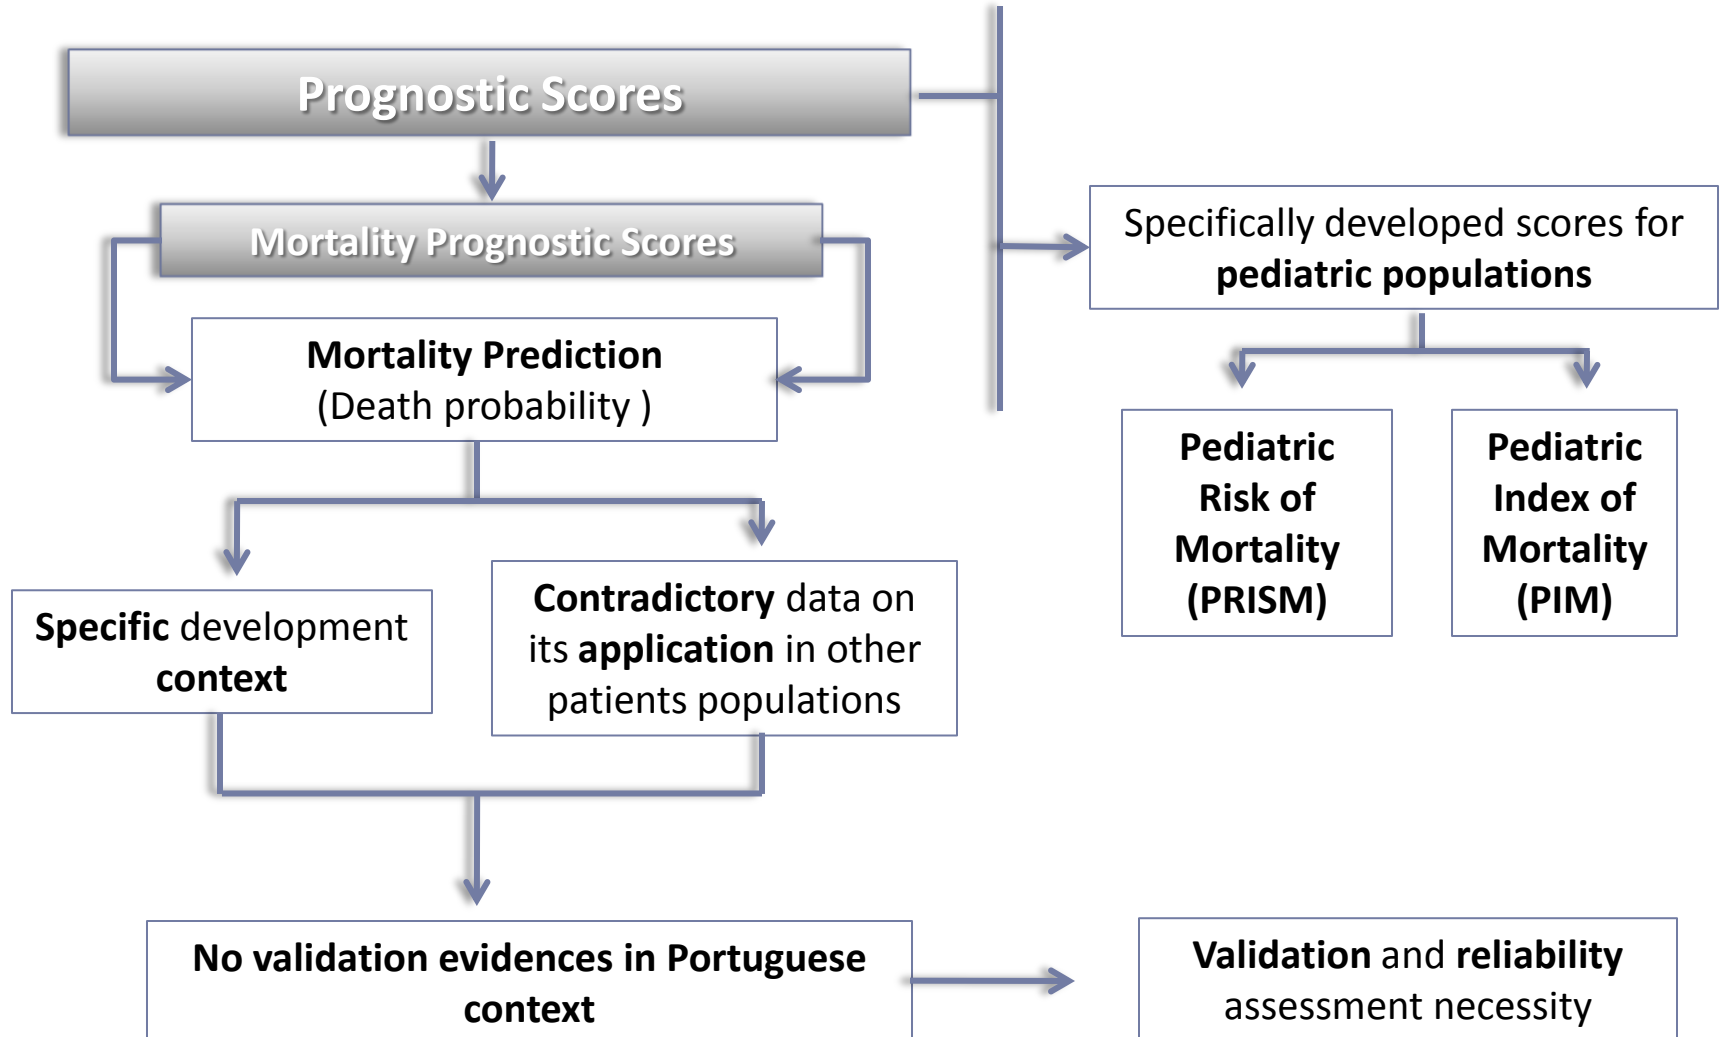 Prognostic Scores
Mortality Prognostic Scores
Mortality Prediction
(Death probability )
Specific development
context
Contradictory data on
its application in other
patients populations
No validation evidences in Portuguese
context
Specifically developed scores for
pediatric populations
Pediatric
Risk of
Mortality
(PRISM)
Pediatric
Index of
Mortality
(PIM)
Validation and reliability
assessment necessity